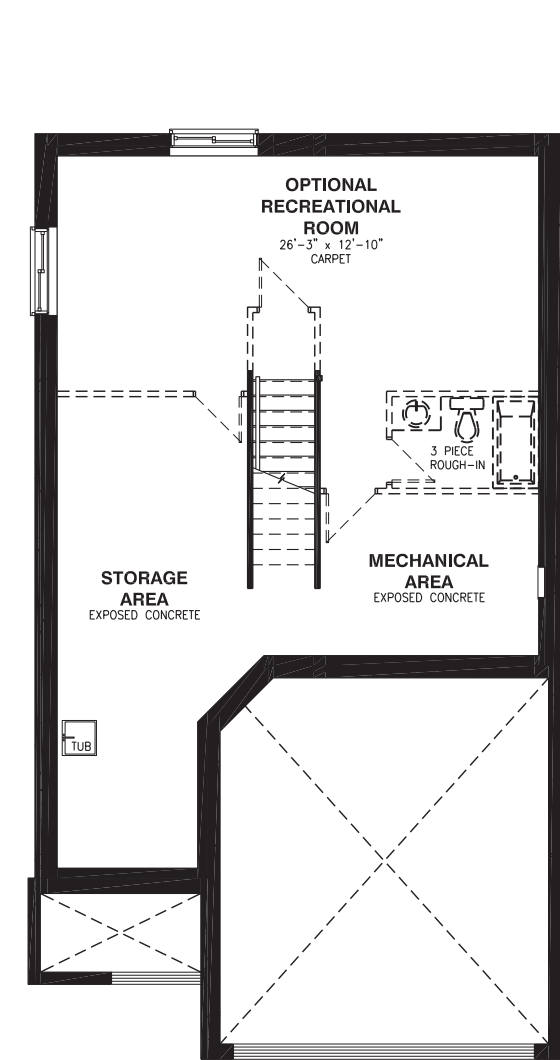 OPTIONAL
RECREATIONAL
ROOM
26'-3" x 12'-10"
CARPET
3 PIECE
ROUGH-IN
STORAGE
AREA
EXPOSED CONCRETE
MECHANICAL
AREA
EXPOSED CONCRETE
TUB